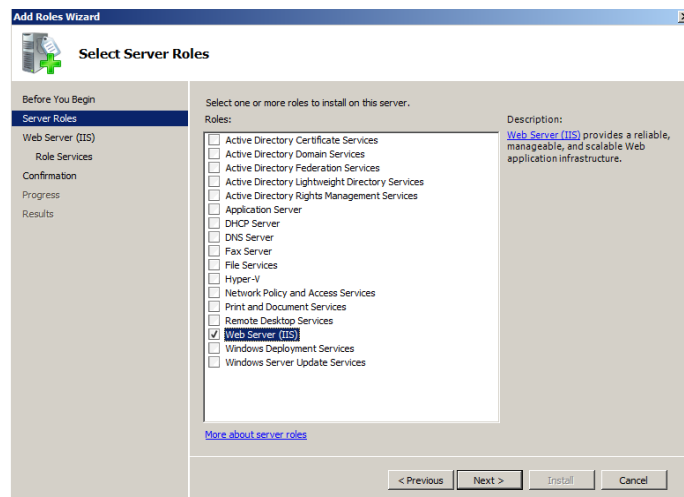 Add Roles Wizard
Select Server Roles
Before You Begin
Server Roles
Web Server (IIS)
Role Services
Confirmation
Progress
Results
Select one or more roles to install on this server.
Roles:
Active Directory Certificate Services
Active Directory Domain Services
Active Directory Federation Services
Active Directory Lightweight Directory Services
Active Directory Rights Management Services
Application Server
DHCP Server
DNS Server
Fax Server
File Services
Hyper-V
Network Policy and Access Services
Print and Document Services
Remote Desktop Services
Web Server (IIS)
Windows Deployment Services
Windows Server Update Services
More about server roles
Description:
Web Server (IIS) provides a reliable,
manageable, and scalable Web
application infrastructure.
< Previous
Next >
Install
Cancel